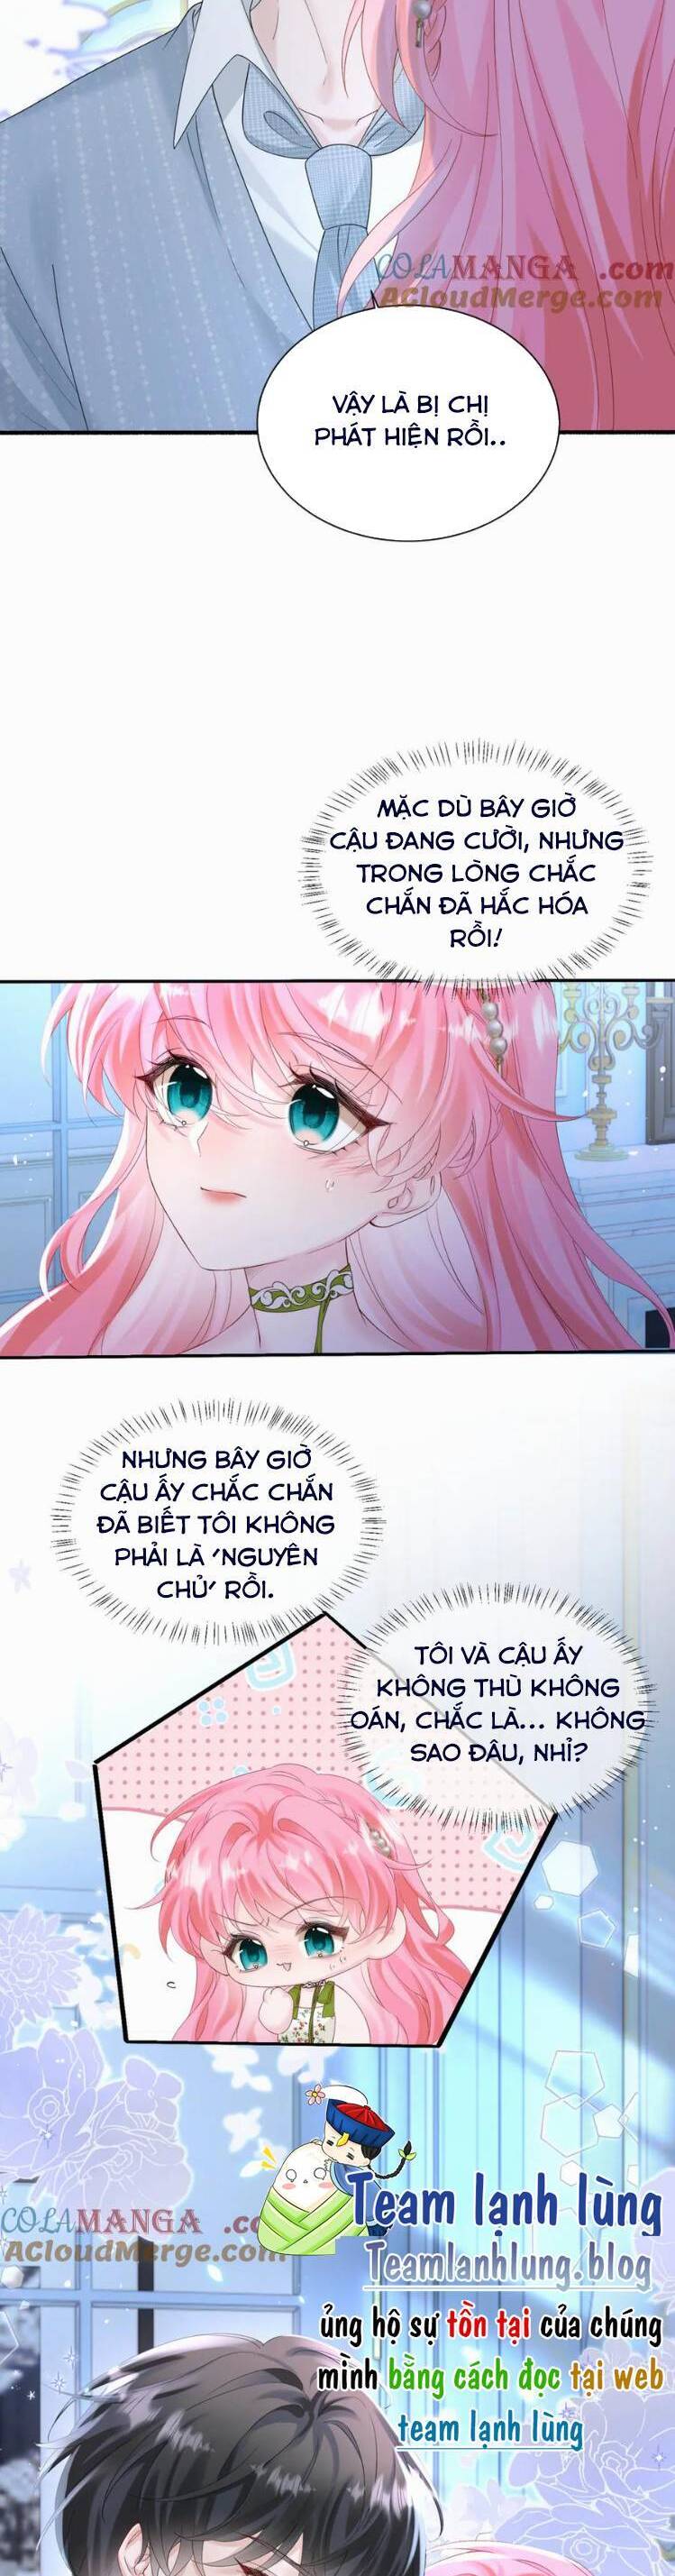 COLAMANGA.com
ACloudMerge.com
VẬY LÀ BỊ CHỊ
PHÁT HIỆN RỒI..
MẶC DÙ BÂY GIỜ
CẬU ĐANG CƯỜI, NHƯNG
TRONG LÒNG CHẮC
CHẮN ĐÃ HẮC HÓA
RỒI!
NHƯNG BÂY GIỜ
CẬU ẤY CHẮC CHẮN
ĐÃ BIẾT TÔI KHÔNG
PHẢI LÀ 'NGUYÊN
CHỦ' RỒI.
TÔI VÀ CẬU ẤY
KHÔNG THÙ KHÔNG
OÁN, CHẮC LÀ... KHÔNG
SAO ĐÂU, NHỈ?
COLAMANGA.c
ACloudMerge.com
Team lạnh lùng
Teamlanhlung.blog
ủng hộ sự tồn tại của chúng
mình bằng cách đọc tại web
team lạnh lùng